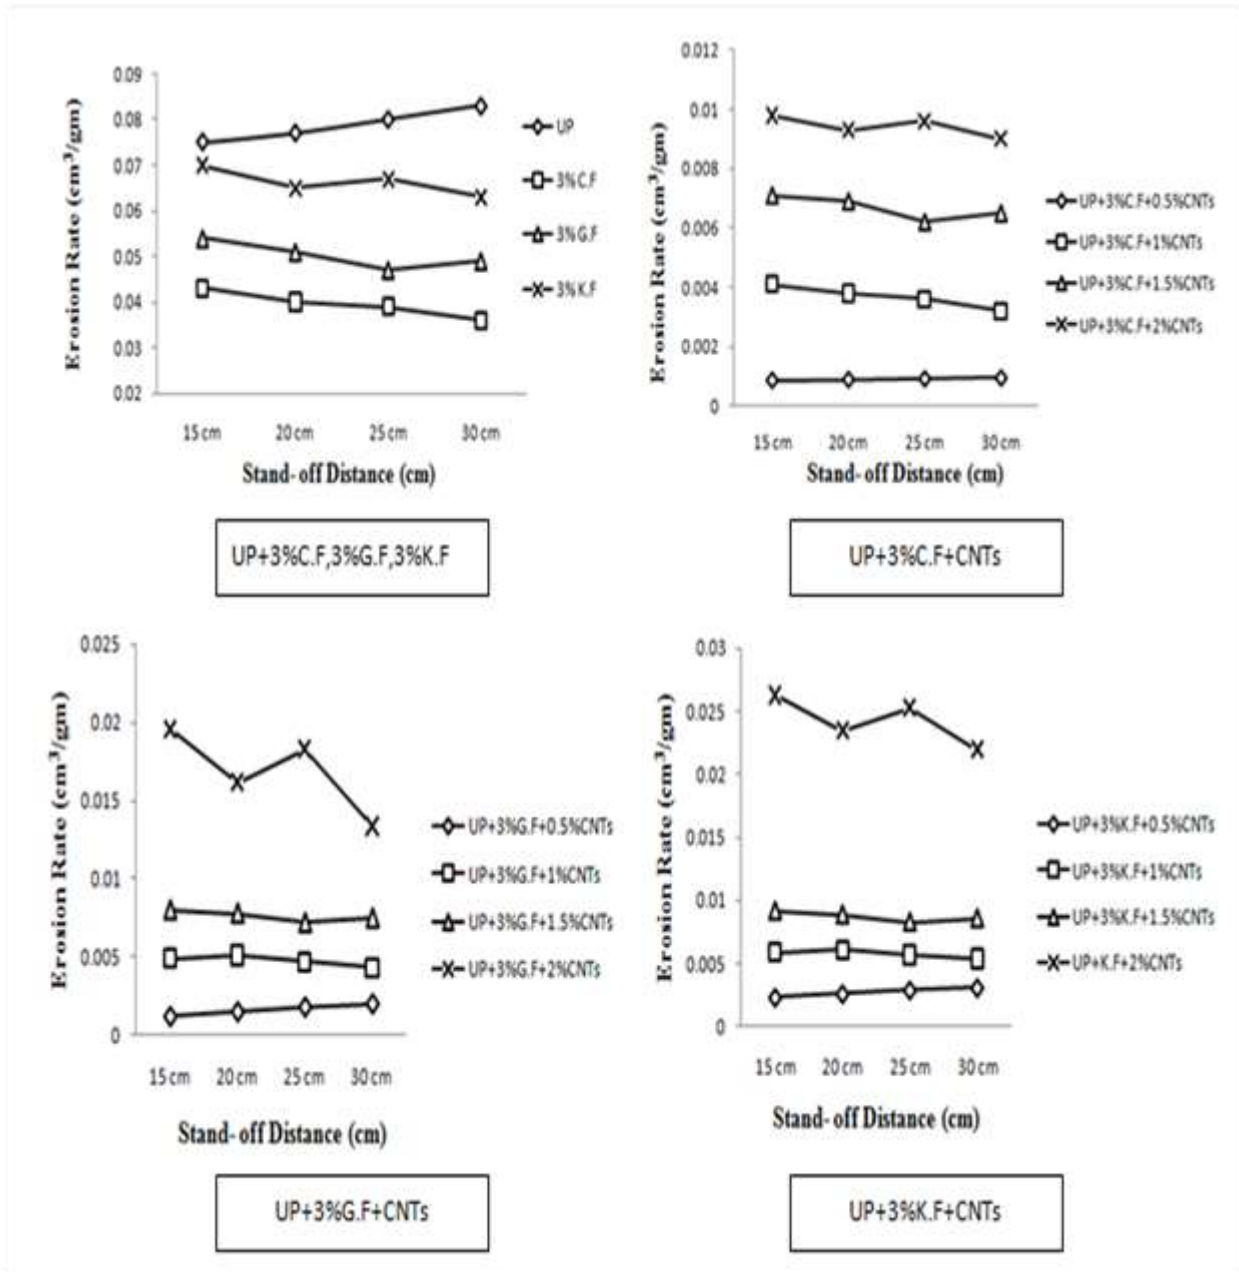 0.09
0.08
0.07
0.06
0.05
0.04
0.03
0.02
Erosion Rate (cm³/gm)
15 cm 20 cm 25 cm 30 cm
Stand- off Distance (cm)
UP
3%C.F
3%G.F
3%K.F
UP+3%C.F,3%G.F,3%K.F
0.012
0.01
0.008
0.006
0.004
0.002
0
Erosion Rate (cm³/gm)
15 cm 20 cm 25 cm 30 cm
Stand- off Distance (cm)
UP+3%C.F+0.5%CNTs
UP+3%C.F+1%CNTs
UP+3%C.F+1.5%CNTs
UP+3%C.F+2%CNTs
UP+3%C.F+CNTs
0.025
0.02
0.015
0.01
0.005
0
Erosion Rate (cm³/gm)
15 cm 20 cm 25 cm 30 cm
Stand- off Distance (cm)
UP+3%G.F+0.5%CNTs
UP+3%G.F+1%CNTs
UP+3%G.F+1.5%CNTs
UP+3%G.F+2%CNTs
UP+3%G.F+CNTs
0.03
0.025
0.02
0.015
0.01
0.005
0
Erosion Rate (cm³/gm)
15 cm 20 cm 25 cm 30 cm
Stand- off Distance (cm)
UP+3%K.F+0.5%CNTs
UP+3%K.F+1%CNTs
UP+3%K.F+1.5%CNTs
UP+K.F+2%CNTs
UP+3%K.F+CNTs